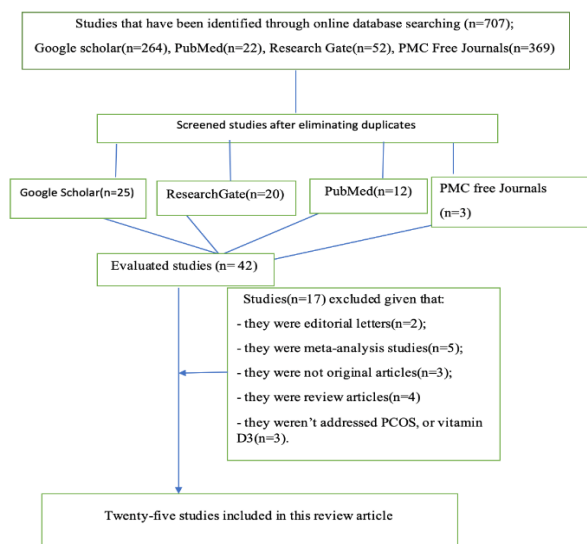 Studies that have been identified through online database searching (n=707);
Google scholar(n=264), PubMed(n=22), Research Gate(n=52), PMC Free Journals(n=369)
Screened studies after eliminating duplicates
Google Scholar(n=25)
ResearchGate(n=20)
PubMed(n=12)
PMC free Journals
(n=3)
Evaluated studies (n= 42)
Studies(n=17) excluded given that:
- they were editorial letters(n=2);
- they were meta-analysis studies(n=5);
- they were not original articles(n=3);
- they were review articles(n=4)
- they weren't addressed PCOS, or vitamin
D3(n=3).
Twenty-five studies included in this review article